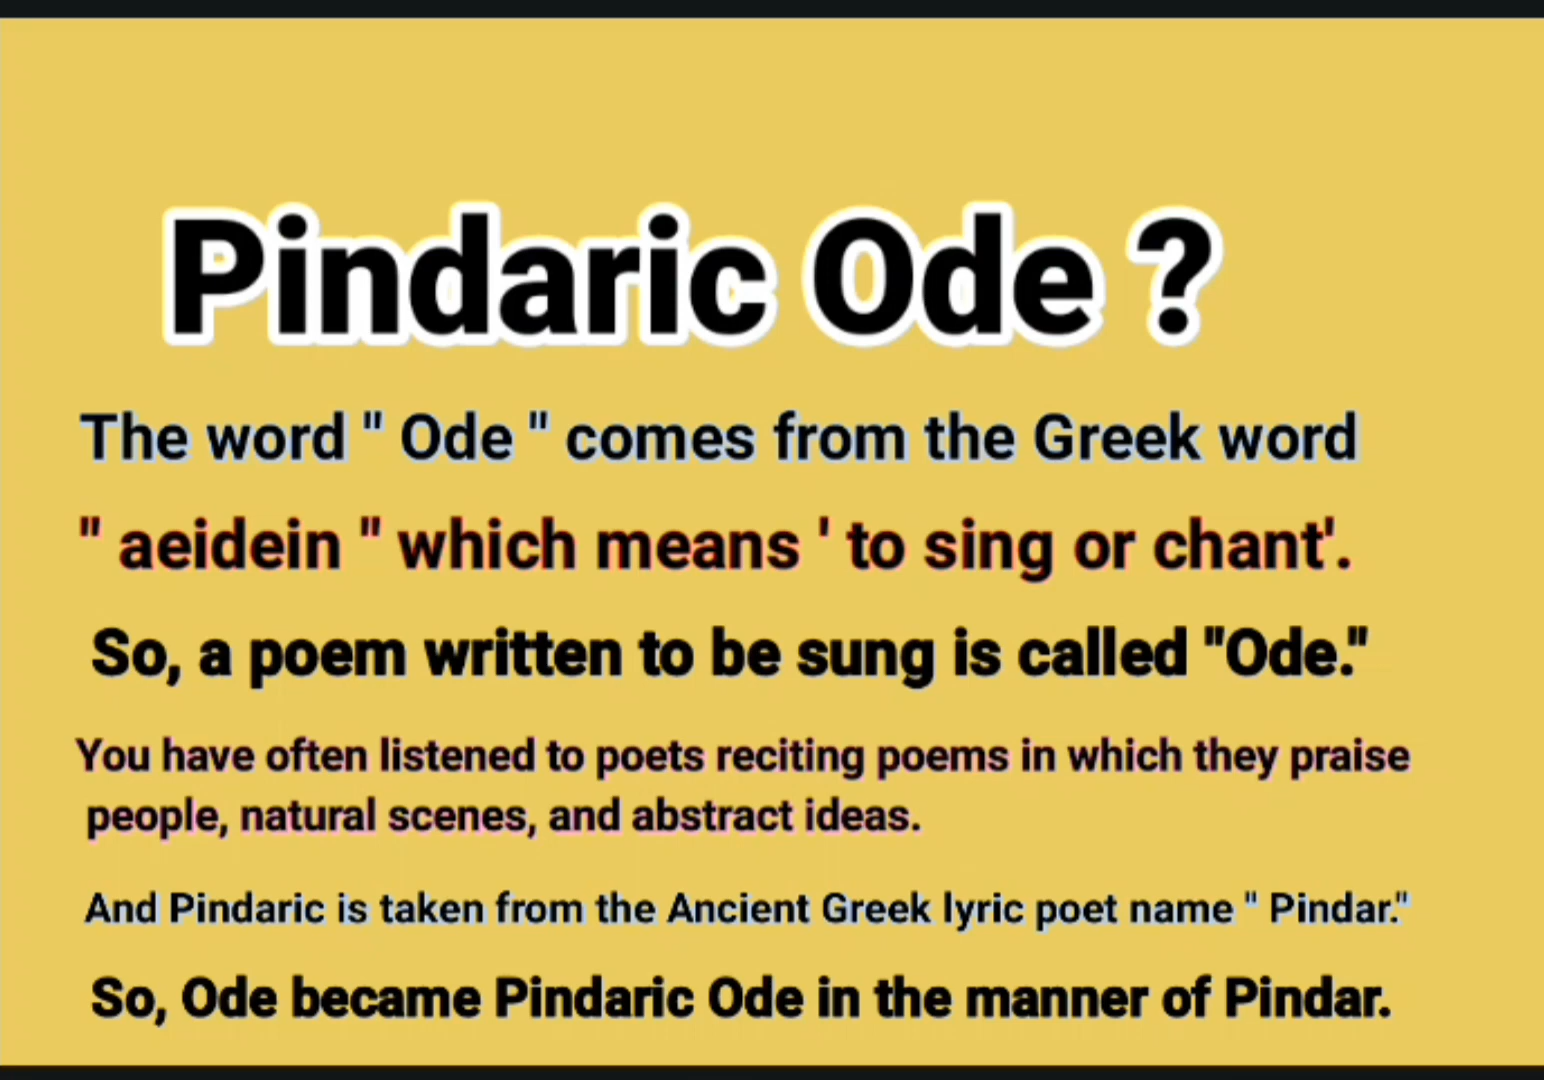 Pindaric Ode ?
The word " Ode " comes from the Greek word
" aeidein " which means ' to sing or chant'.
So, a poem written to be sung is called "Ode."
You have often listened to poets reciting poems in which they praise
people, natural scenes, and abstract ideas.
And Pindaric is taken from the Ancient Greek lyric poet name " Pindar."
So, Ode became Pindaric Ode in the manner of Pindar.